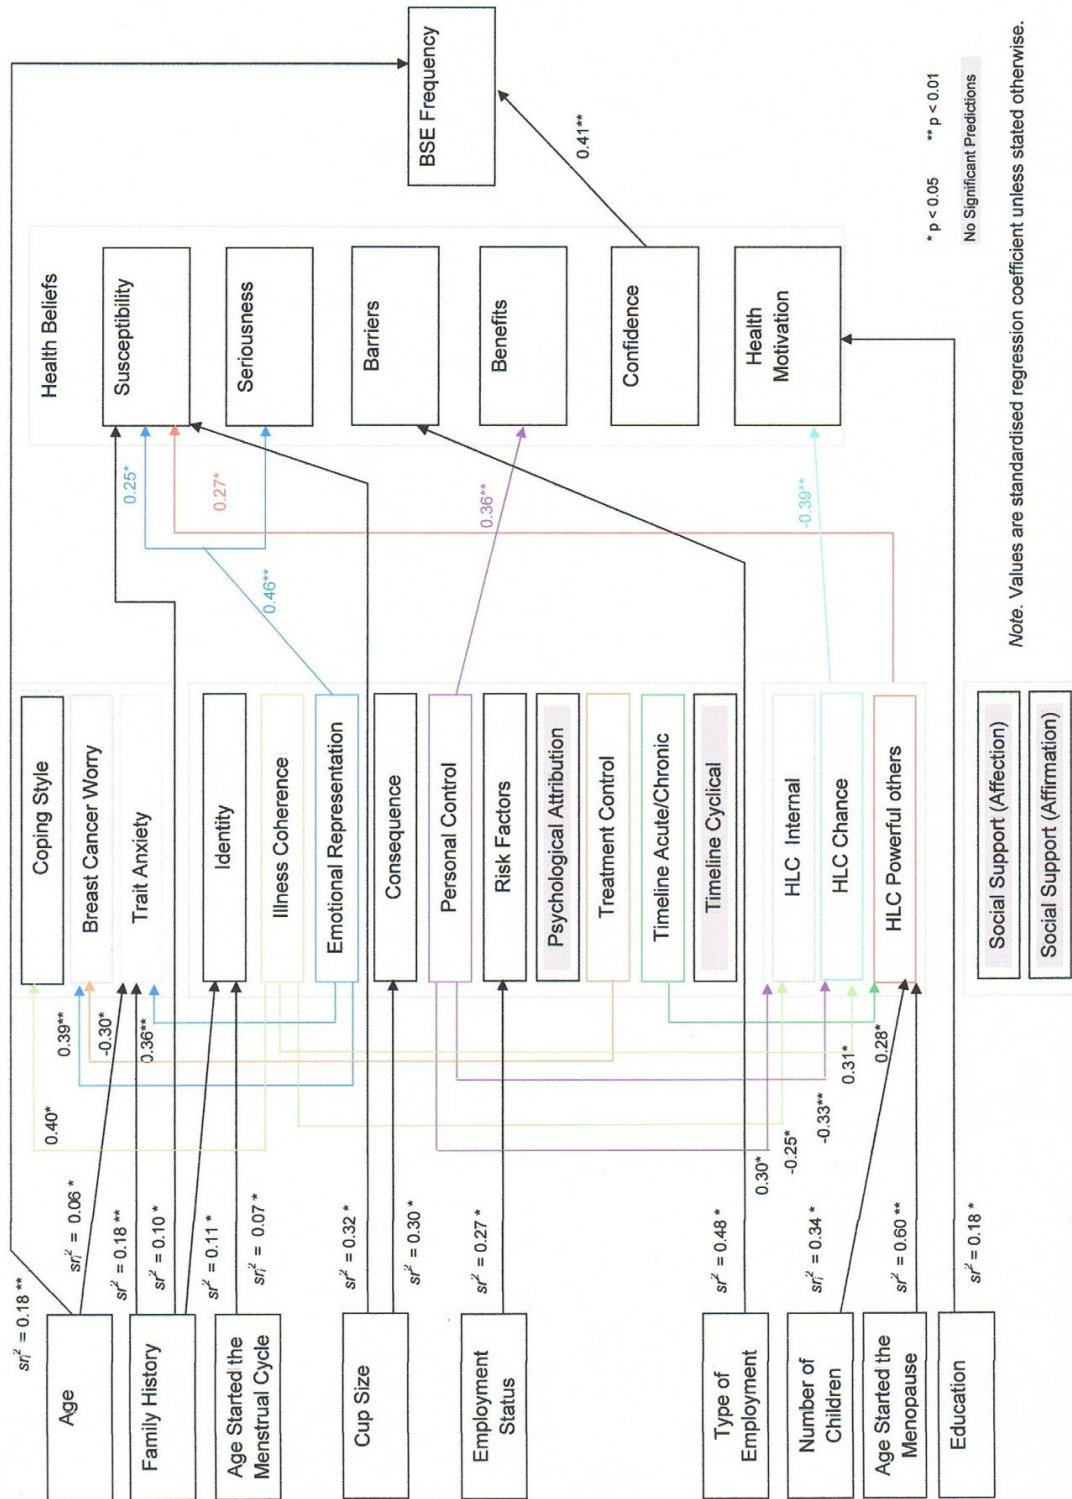 sri² = 0.18 **
Age
Family History
Age Started the
Menstrual Cycle
Cup Size
Employment
Status
Type of
Employment
Number of
Children
Age Started the
Menopause
Education
sri² = 0.06 *
sr² = 0.18 **
sr² = 0.10 *
sr² = 0.11 *
sri² = 0.07 *
sr² = 0.32 *
sr² = 0.30 *
sr² = 0.27 *
sr² = 0.48 *
sri² = 0.34 *
sr² = 0.60 **
sr² = 0.18 *
0.40*
0.39**
-0.30*
0.36**
0.30*
-0.25*
-0.33**
0.31*
0.28*
Coping Style
Breast Cancer Worry
Trait Anxiety
Identity
Illness Coherence
Emotional Representation
Consequence
Personal Control
Risk Factors
Psychological Attribution
Treatment Control
Timeline Acute/Chronic
Timeline Cyclical
HLC Internal
HLC Chance
HLC Powerful others
Social Support (Affection)
Social Support (Affirmation)
0.46**
0.25*
0.27*
0.36**
-0.39**
Health Beliefs
Susceptibility
Seriousness
Barriers
Benefits
Confidence
Health
Motivation
0.41**
BSE Frequency
* p < 0.05 ** p < 0.01
No Significant Predictions
Note. Values are standardised regression coefficient unless stated otherwise.